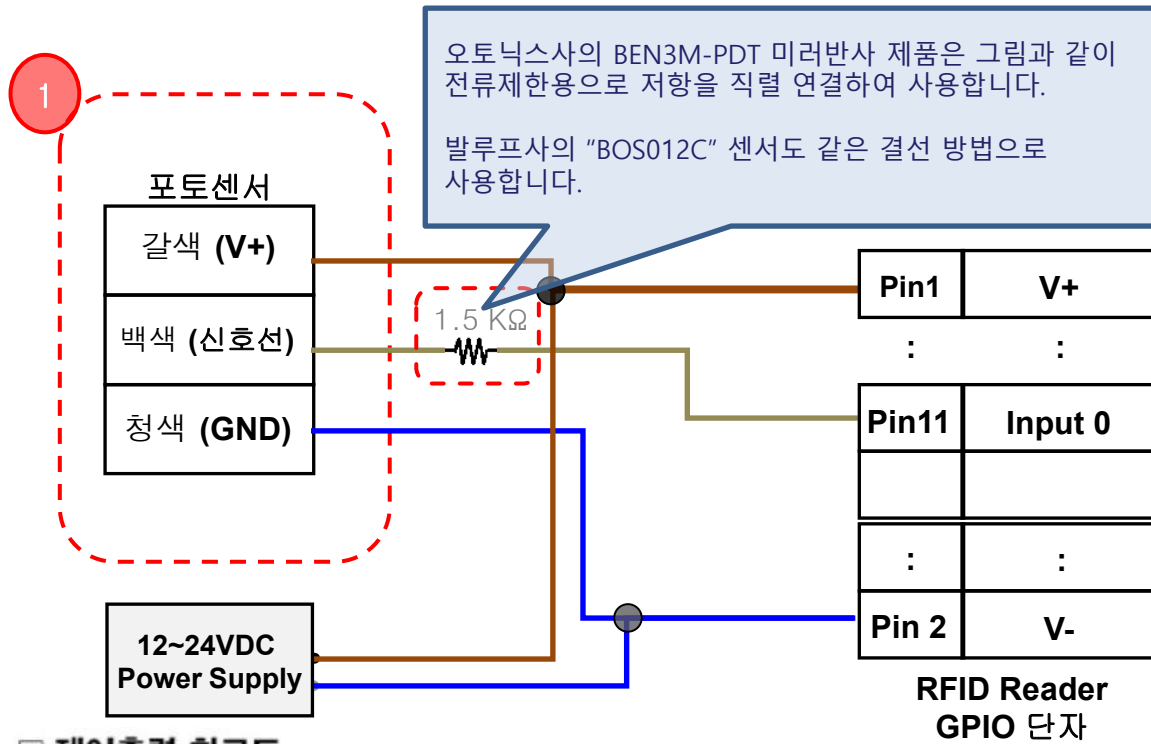 오토닉스사의 BEN3M-PDT 미러반사 제품은 그림과 같이
전류제한용으로 저항을 직렬 연결하여 사용합니다.
발루프사의 "BOS012C" 센서도 같은 결선 방법으로
사용합니다.
1
포토센서
갈색 (V+)
백색 (신호선)
청색 (GND)
1.5 KΩ
Pin1 V+
: :
Pin11 Input 0
: :
Pin 2 V-
12~24VDC
Power Supply
RFID Reader
GPIO 단자